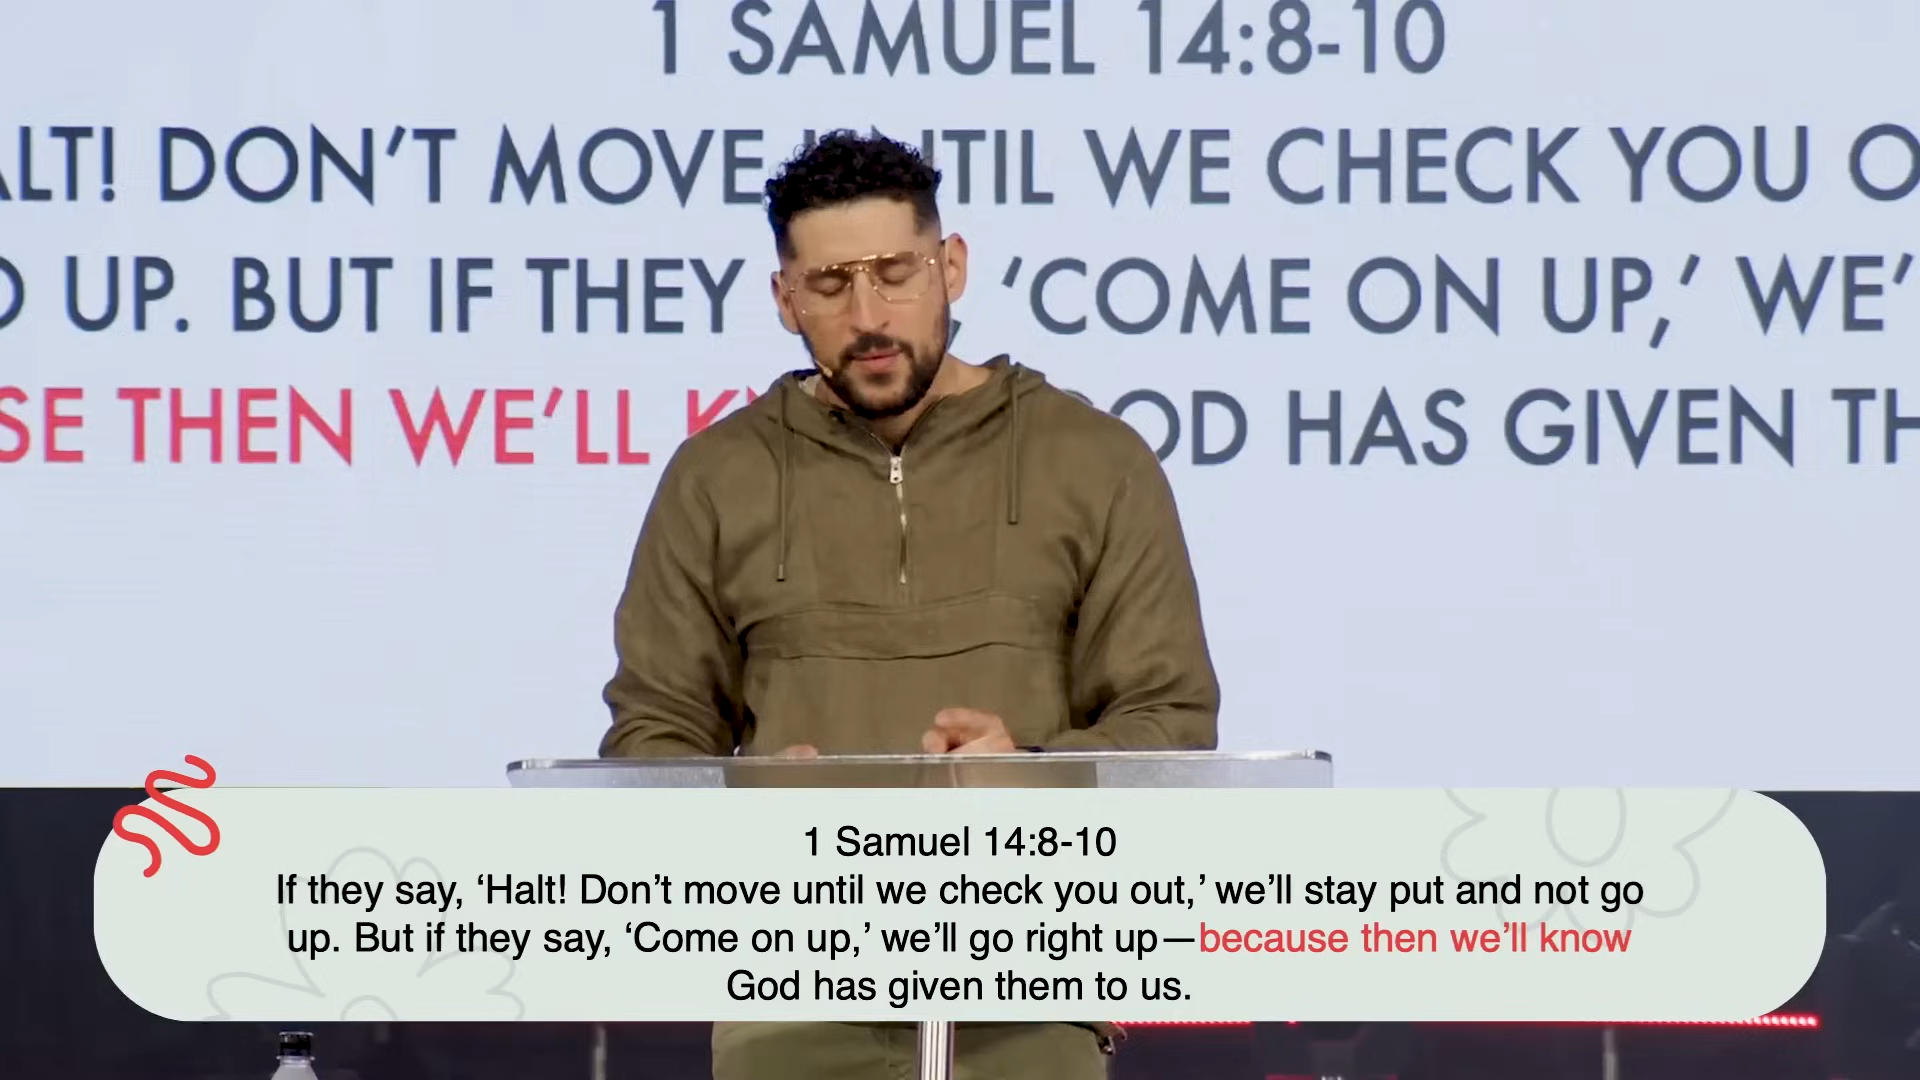 1 SAMUEL 14:8-10
ALT! DON’T MOVE UNTIL WE CHECK YOU O
UP. BUT IF THEY ‘COME ON UP,’ WE’
SE THEN WE’LL GOD HAS GIVEN TH
1 Samuel 14:8-10
If they say, ‘Halt! Don’t move until we check you out,’ we’ll stay put and not go
up. But if they say, ‘Come on up,’ we’ll go right up—because then we’ll know
God has given them to us.